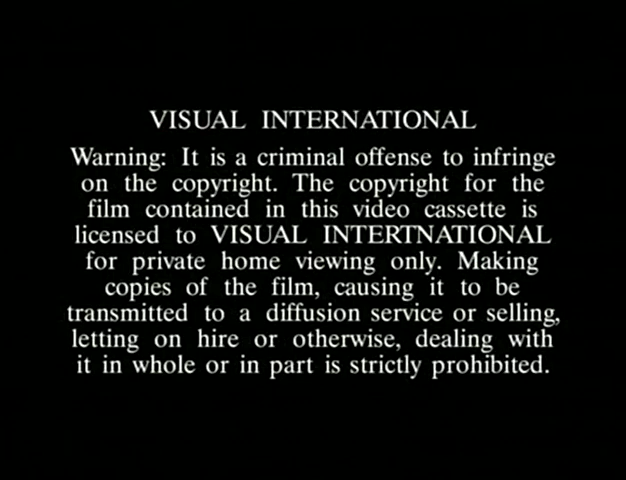 VISUAL INTERNATIONAL
Warning: It is a criminal offense to infringe
on the copyright. The copyright for the
film contained in this video cassette is
licensed to VISUAL INTERTNATIONAL
for private home viewing only. Making
copies of the film, causing it to be
transmitted to a diffusion service or selling,
letting on hire or otherwise, dealing with
it in whole or in part is strictly prohibited.